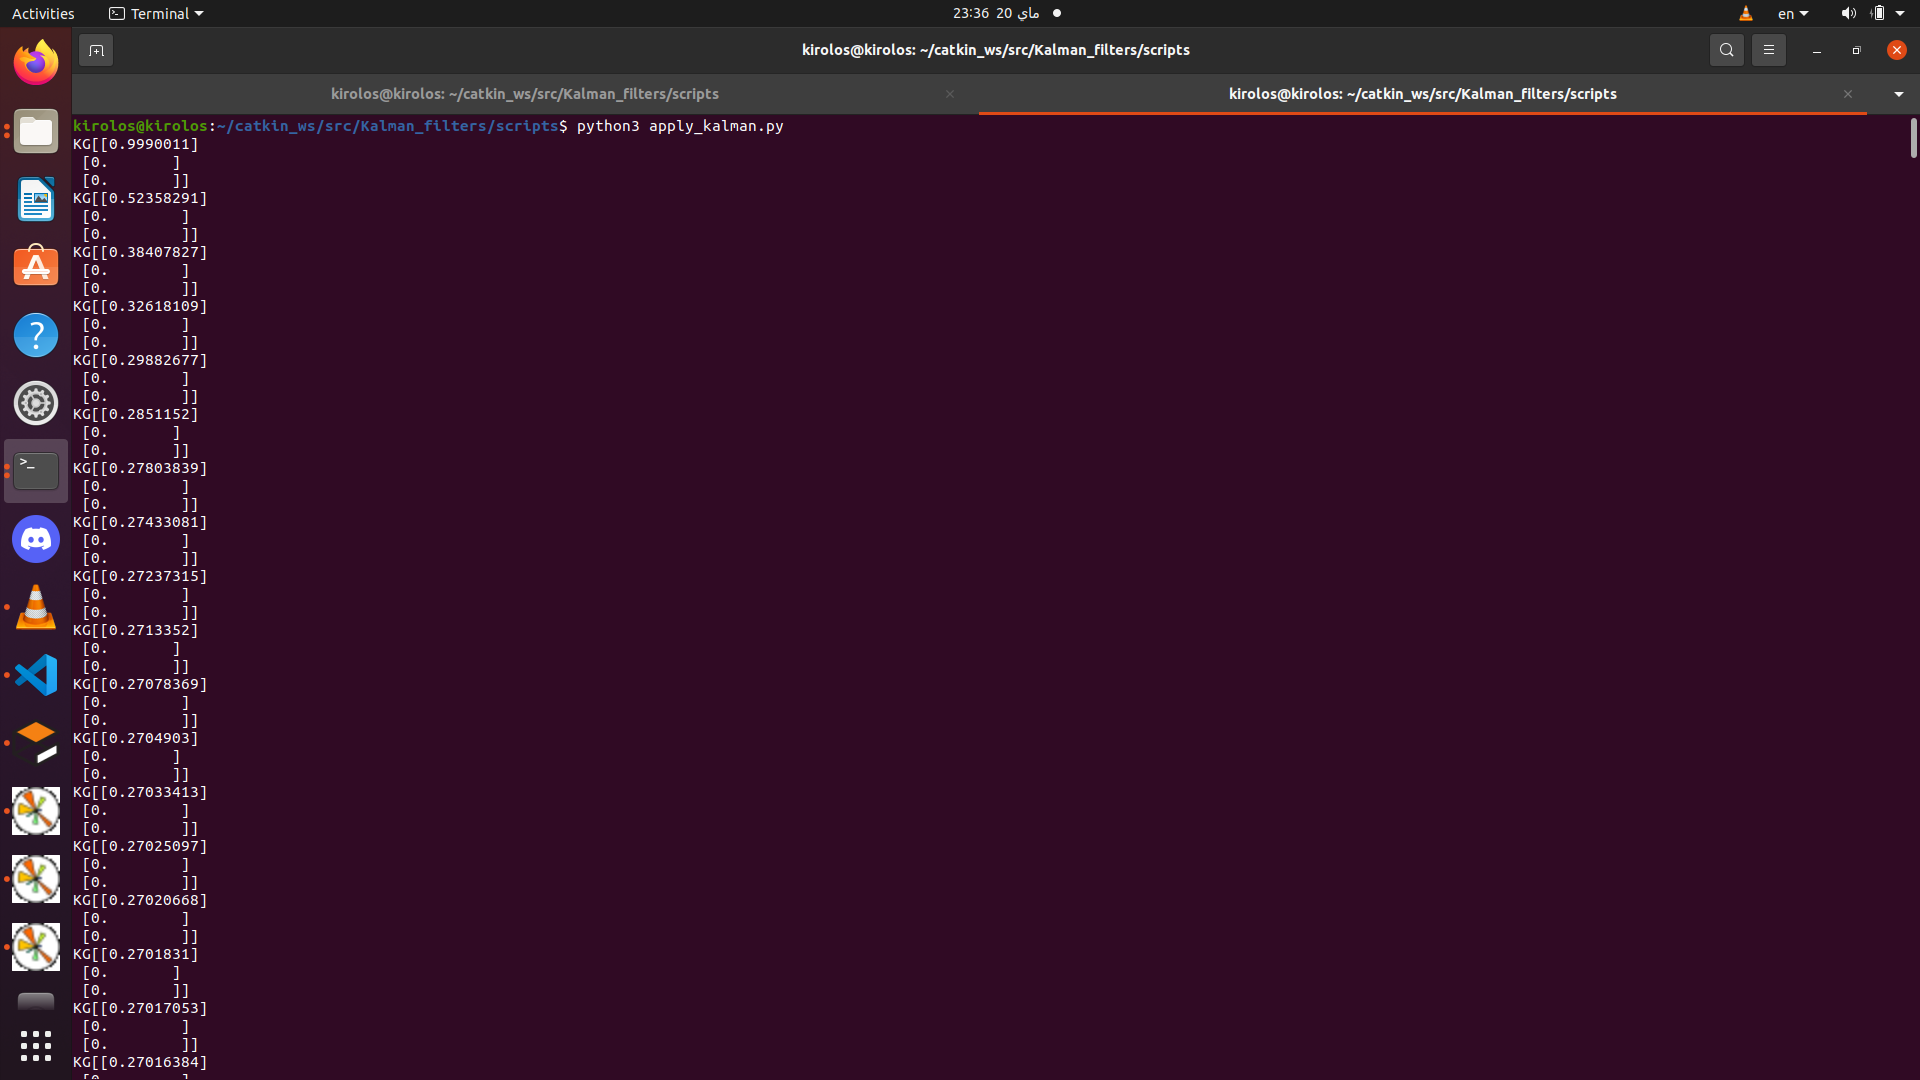 Activities
Terminal
23:36 20 ماي
en
kirolos@kirolos: ~/catkin_ws/src/Kalman_filters/scripts
kirolos@kirolos: ~/catkin_ws/src/Kalman_filters/scripts
kirolos@kirolos: ~/catkin_ws/src/Kalman_filters/scripts
kirolos@kirolos:~/catkin_ws/src/Kalman_filters/scripts$ python3 apply_kalman.py
KG[[0.9990011]
 [0.       ]
 [0.       ]]
KG[[0.52358291]
 [0.        ]
 [0.        ]]
KG[[0.38407827]
 [0.        ]
 [0.        ]]
KG[[0.32618109]
 [0.        ]
 [0.        ]]
KG[[0.29882677]
 [0.        ]
 [0.        ]]
KG[[0.2851152]
 [0.       ]
 [0.       ]]
KG[[0.27803839]
 [0.        ]
 [0.        ]]
KG[[0.27433081]
 [0.        ]
 [0.        ]]
KG[[0.27237315]
 [0.        ]
 [0.        ]]
KG[[0.2713352]
 [0.       ]
 [0.       ]]
KG[[0.27078369]
 [0.        ]
 [0.        ]]
KG[[0.2704903]
 [0.       ]
 [0.       ]]
KG[[0.27033413]
 [0.        ]
 [0.        ]]
KG[[0.27025097]
 [0.        ]
 [0.        ]]
KG[[0.27020668]
 [0.        ]
 [0.        ]]
KG[[0.2701831]
 [0.       ]
 [0.       ]]
KG[[0.27017053]
 [0.        ]
 [0.        ]]
KG[[0.27016384]
 [0.        ]